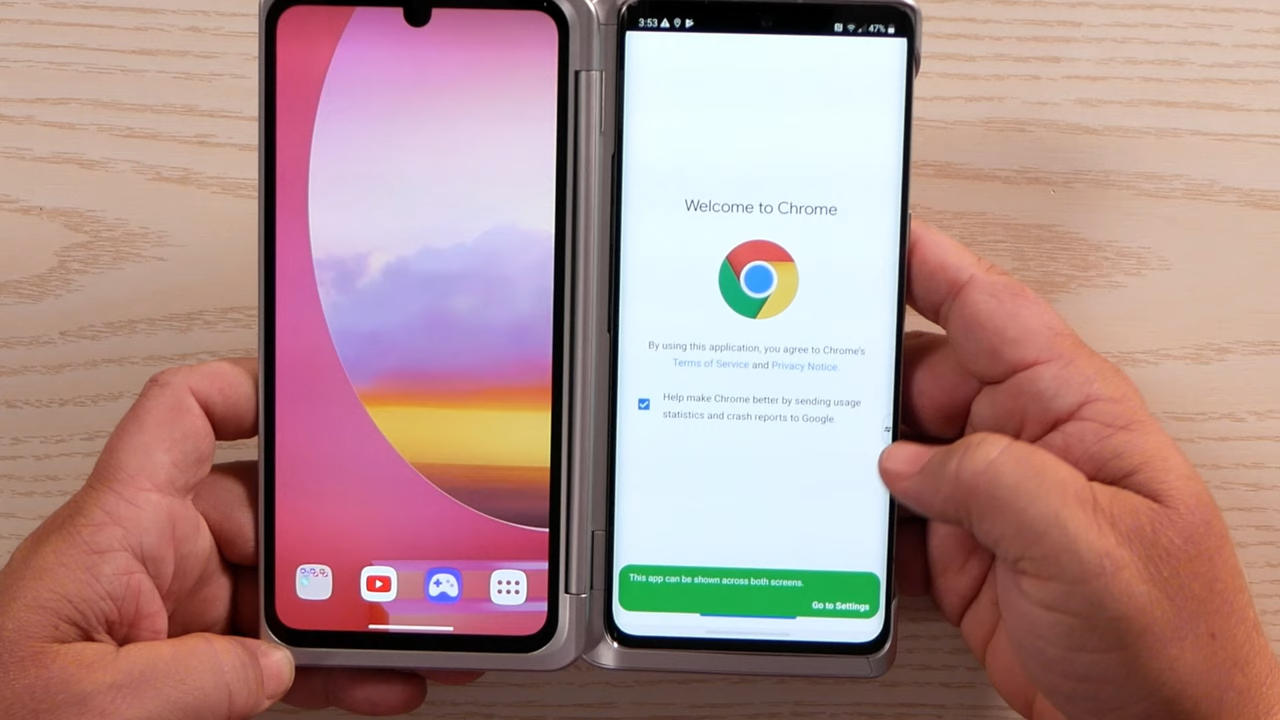 3:53
47%
Welcome to Chrome
By using this application, you agree to Chrome's
Terms of Service and Privacy Notice.
Help make Chrome better by sending usage
statistics and crash reports to Google.
This app can be shown across both screens.
Go to Settings